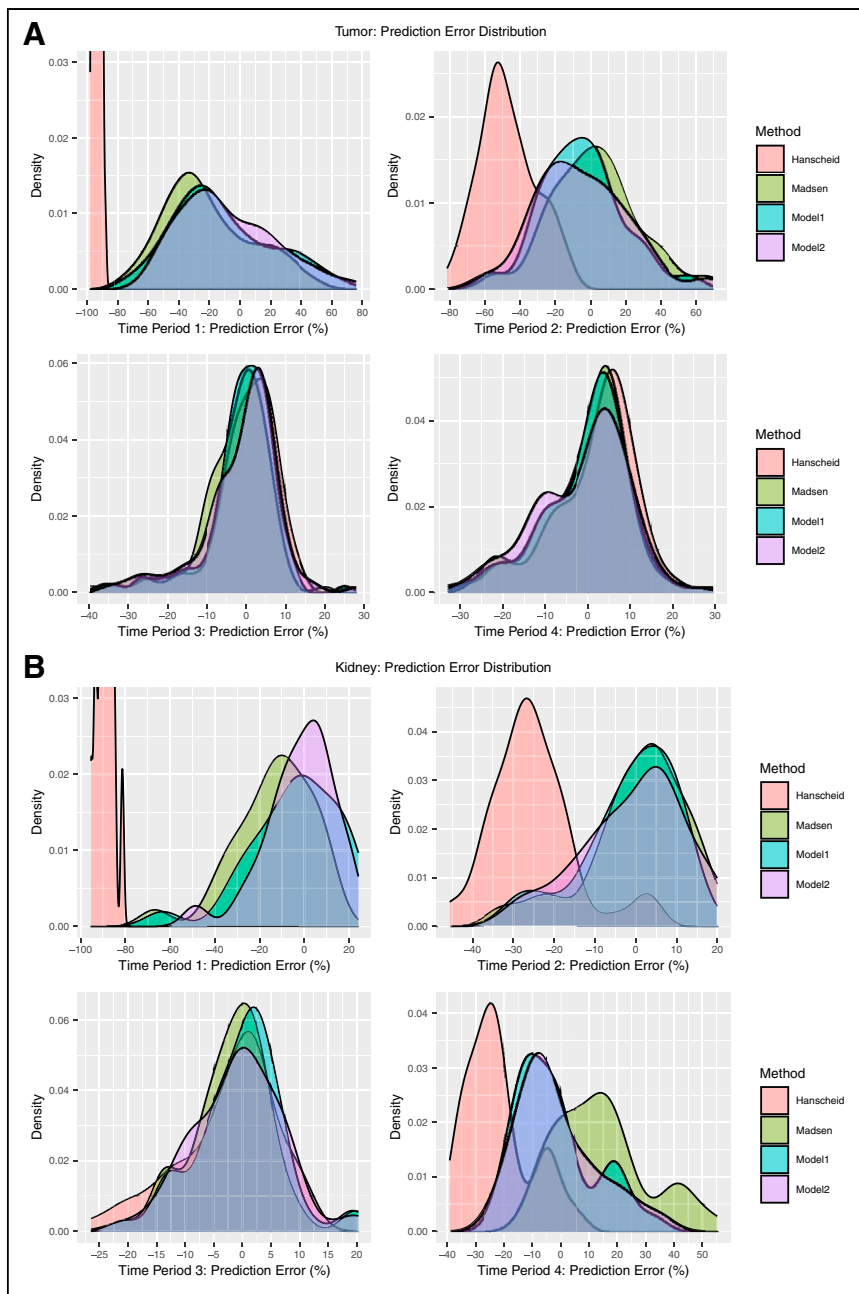 A
Tumor: Prediction Error Distribution
Density
0.03
0.02
0.01
0.00
−100 −80 −60 −40 −20 0 20 40 60 80
Time Period 1: Prediction Error (%)
Density
0.02
0.01
0.00
−80 −60 −40 −20 0 20 40 60
Time Period 2: Prediction Error (%)
Method
Hanscheid
Madsen
Model1
Model2
Density
0.06
0.04
0.02
0.00
−40 −30 −20 −10 0 10 20 30
Time Period 3: Prediction Error (%)
Density
0.04
0.02
0.00
−30 −20 −10 0 10 20 30
Time Period 4: Prediction Error (%)
Method
Hanscheid
Madsen
Model1
Model2
B
Kidney: Prediction Error Distribution
Density
0.03
0.02
0.01
0.00
−100 −80 −60 −40 −20 0 20
Time Period 1: Prediction Error (%)
Density
0.04
0.03
0.02
0.01
0.00
−40 −30 −20 −10 0 10 20
Time Period 2: Prediction Error (%)
Method
Hanscheid
Madsen
Model1
Model2
Density
0.06
0.04
0.02
0.00
−25 −20 −15 −10 −5 0 5 10 15 20
Time Period 3: Prediction Error (%)
Density
0.04
0.03
0.02
0.01
0.00
−40 −30 −20 −10 0 10 20 30 40 50
Time Period 4: Prediction Error (%)
Method
Hanscheid
Madsen
Model1
Model2